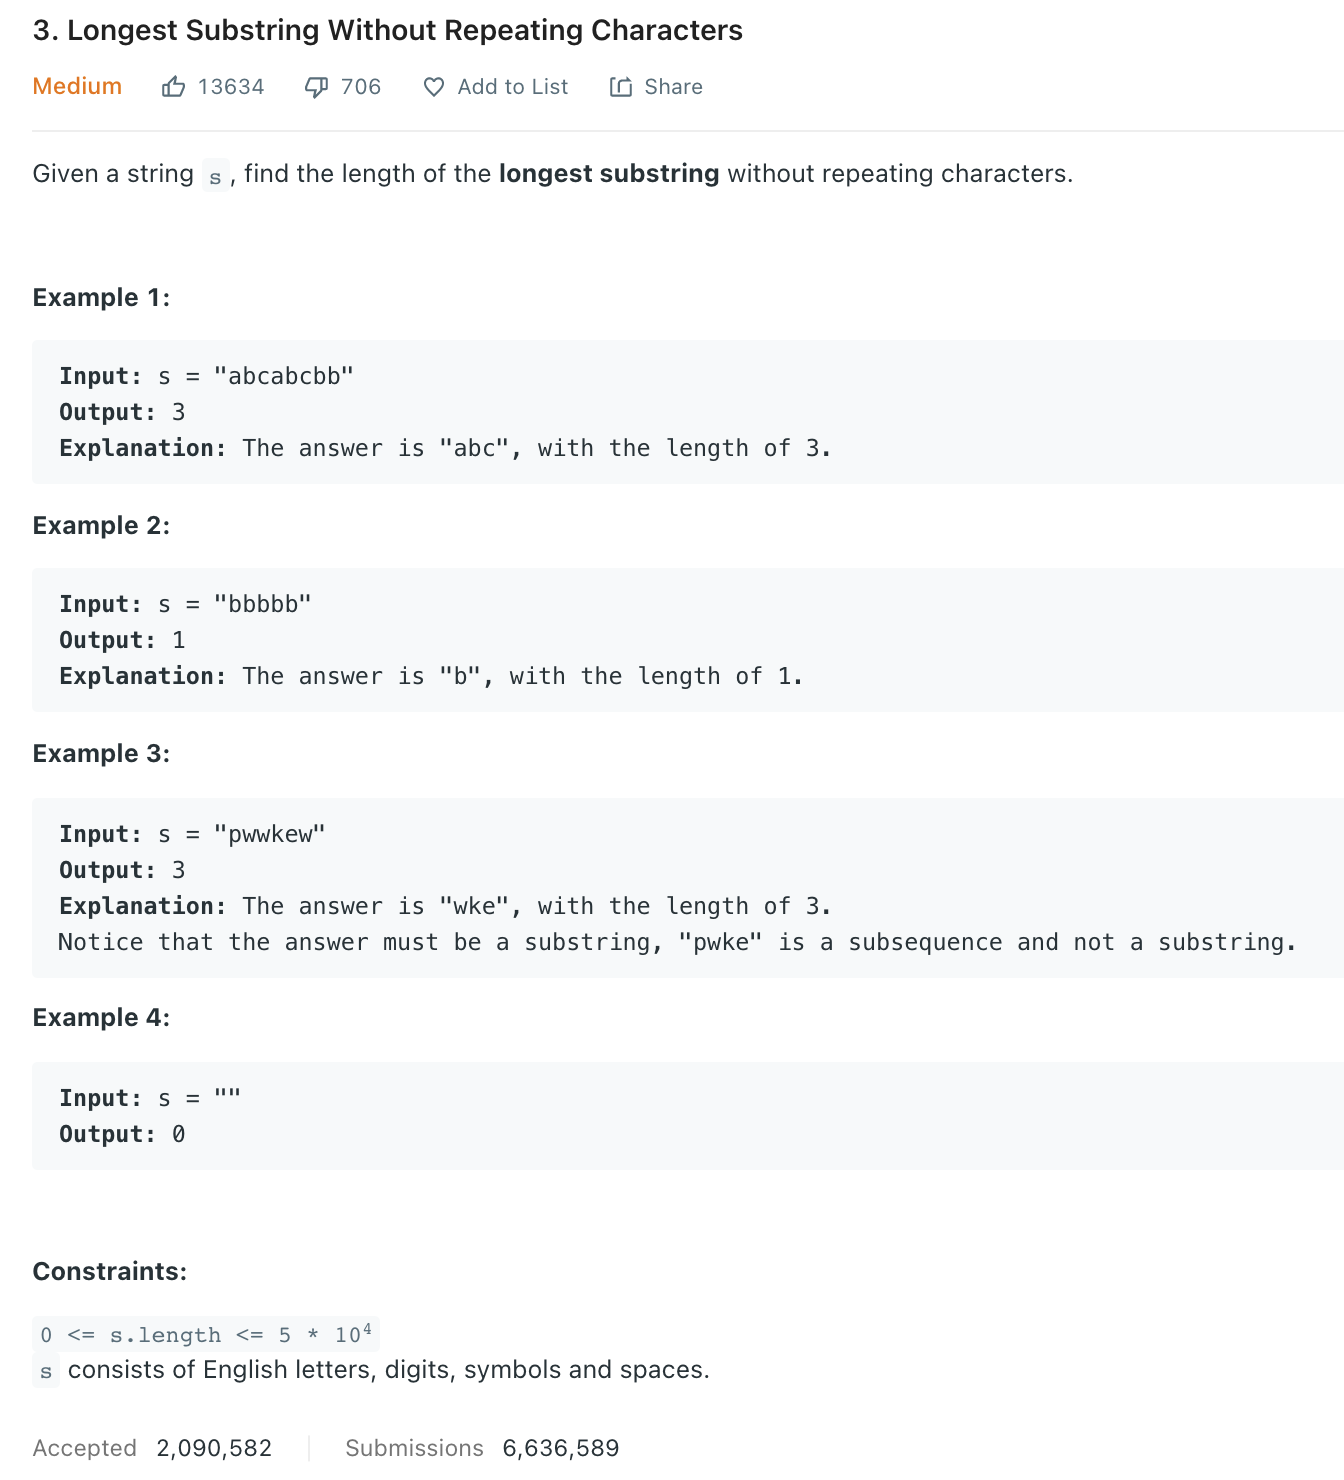 3. Longest Substring Without Repeating Characters
Medium 13634 706 Add to List Share
Given a string s, find the length of the longest substring without repeating characters.
Example 1:
Input: s = "abcabcbb"
Output: 3
Explanation: The answer is "abc", with the length of 3.
Example 2:
Input: s = "bbbbb"
Output: 1
Explanation: The answer is "b", with the length of 1.
Example 3:
Input: s = "pwwkew"
Output: 3
Explanation: The answer is "wke", with the length of 3.
Notice that the answer must be a substring, "pwke" is a subsequence and not a substring.
Example 4:
Input: s = ""
Output: 0
Constraints:
0 <= s.length <= 5 * 10⁴
s consists of English letters, digits, symbols and spaces.
Accepted 2,090,582 Submissions 6,636,589